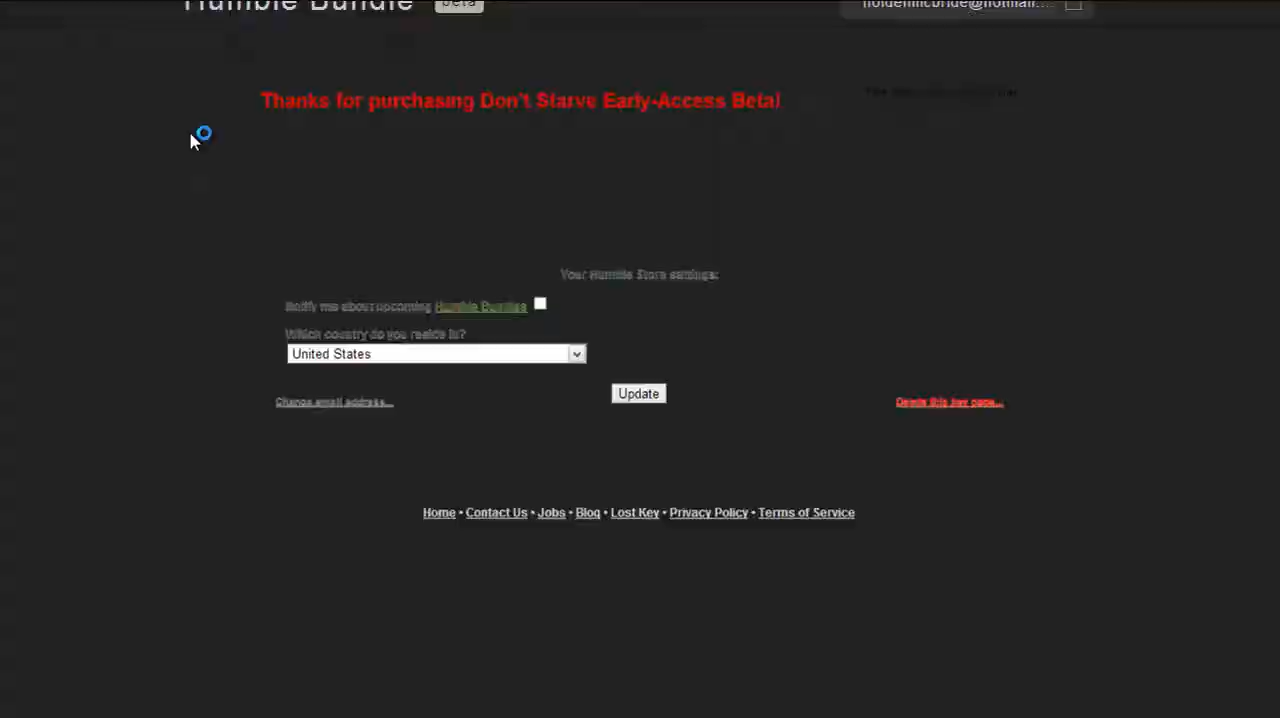 Humble Bundle beta
Thanks for purchasing Don't Starve Early-Access Beta!
Your Humble Store settings:
Notify me about upcoming Humble Bundles
Which country do you reside in?
United States
Update
Change email address...
Delete this key page...
Home • Contact Us • Jobs • Blog • Lost Key • Privacy Policy • Terms of Service